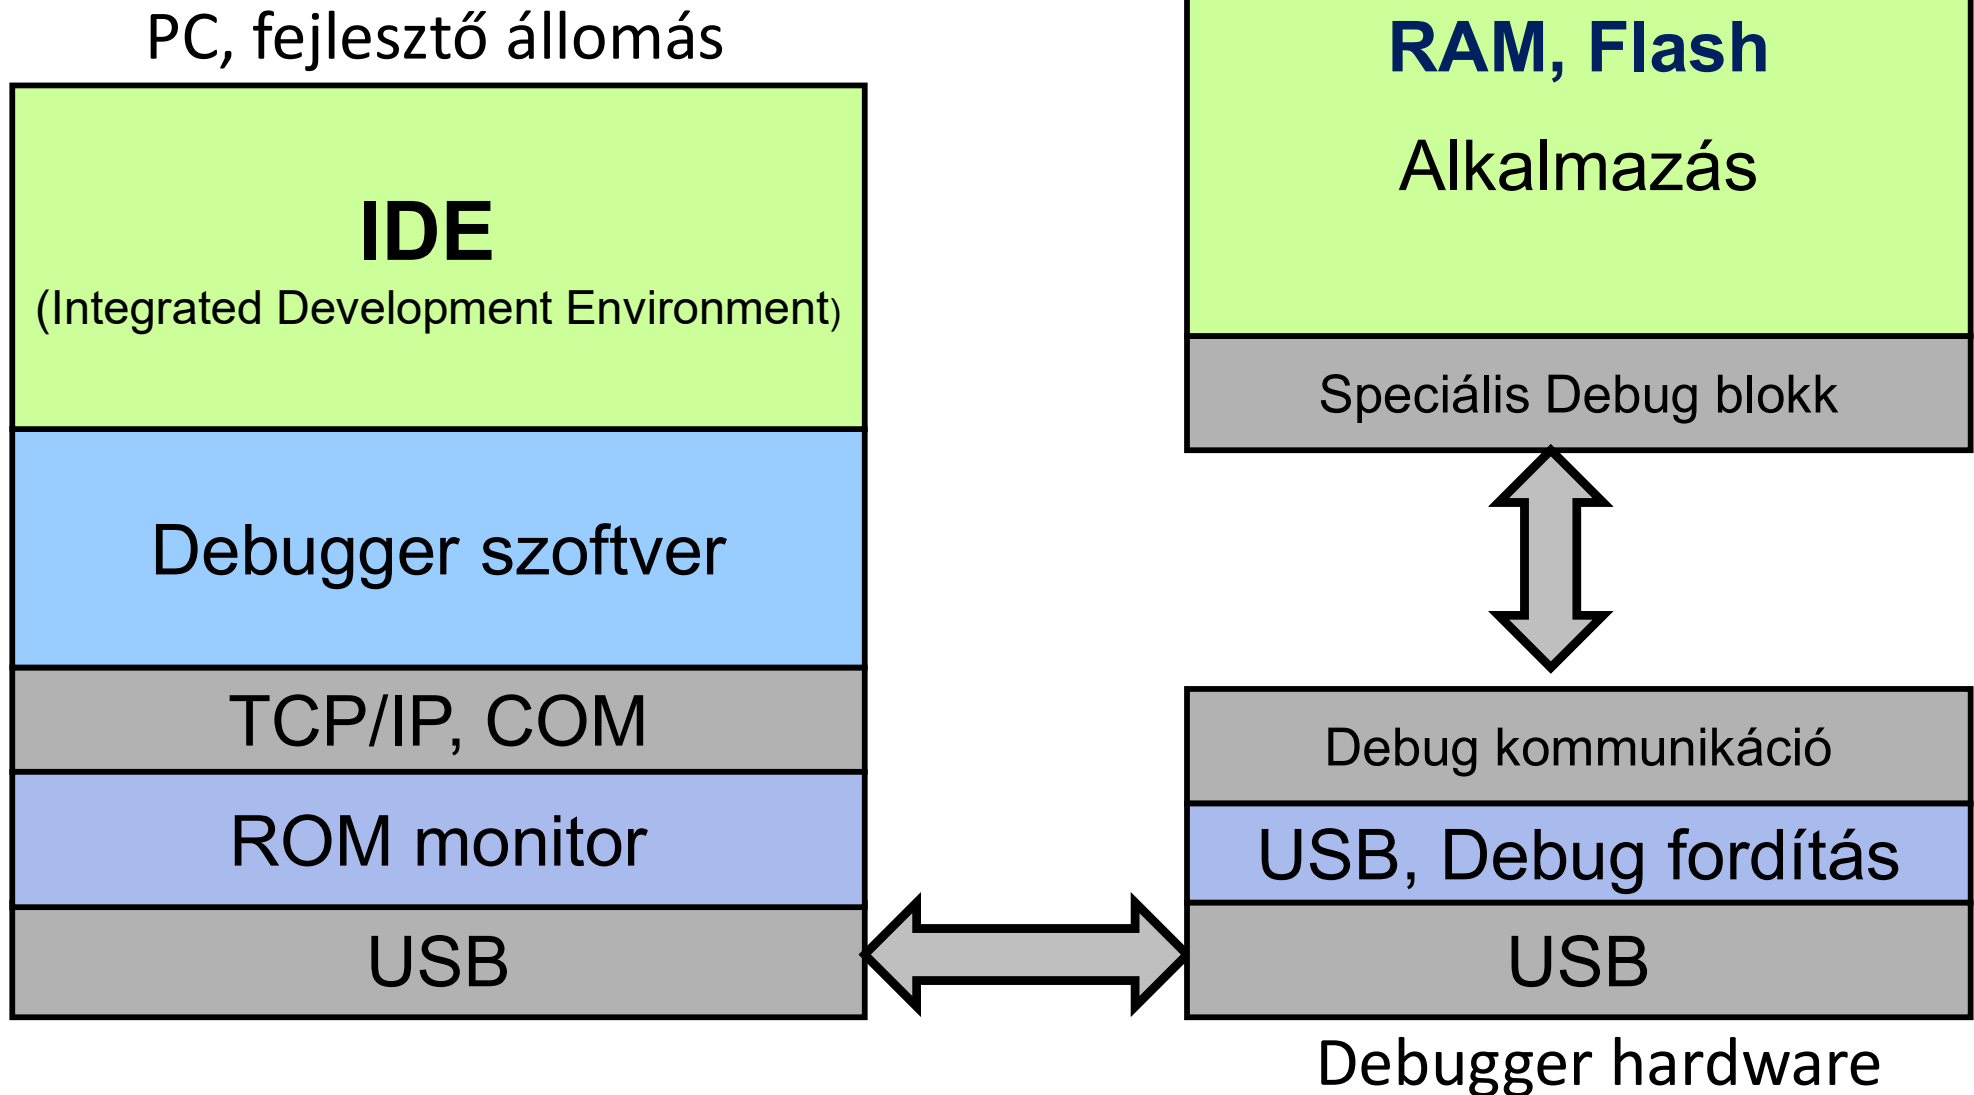 PC, fejlesztő állomás
IDE
(Integrated Development Environment)
Debugger szoftver
TCP/IP, COM
ROM monitor
USB
RAM, Flash
Alkalmazás
Speciális Debug blokk
Debug kommunikáció
USB, Debug fordítás
USB
Debugger hardware